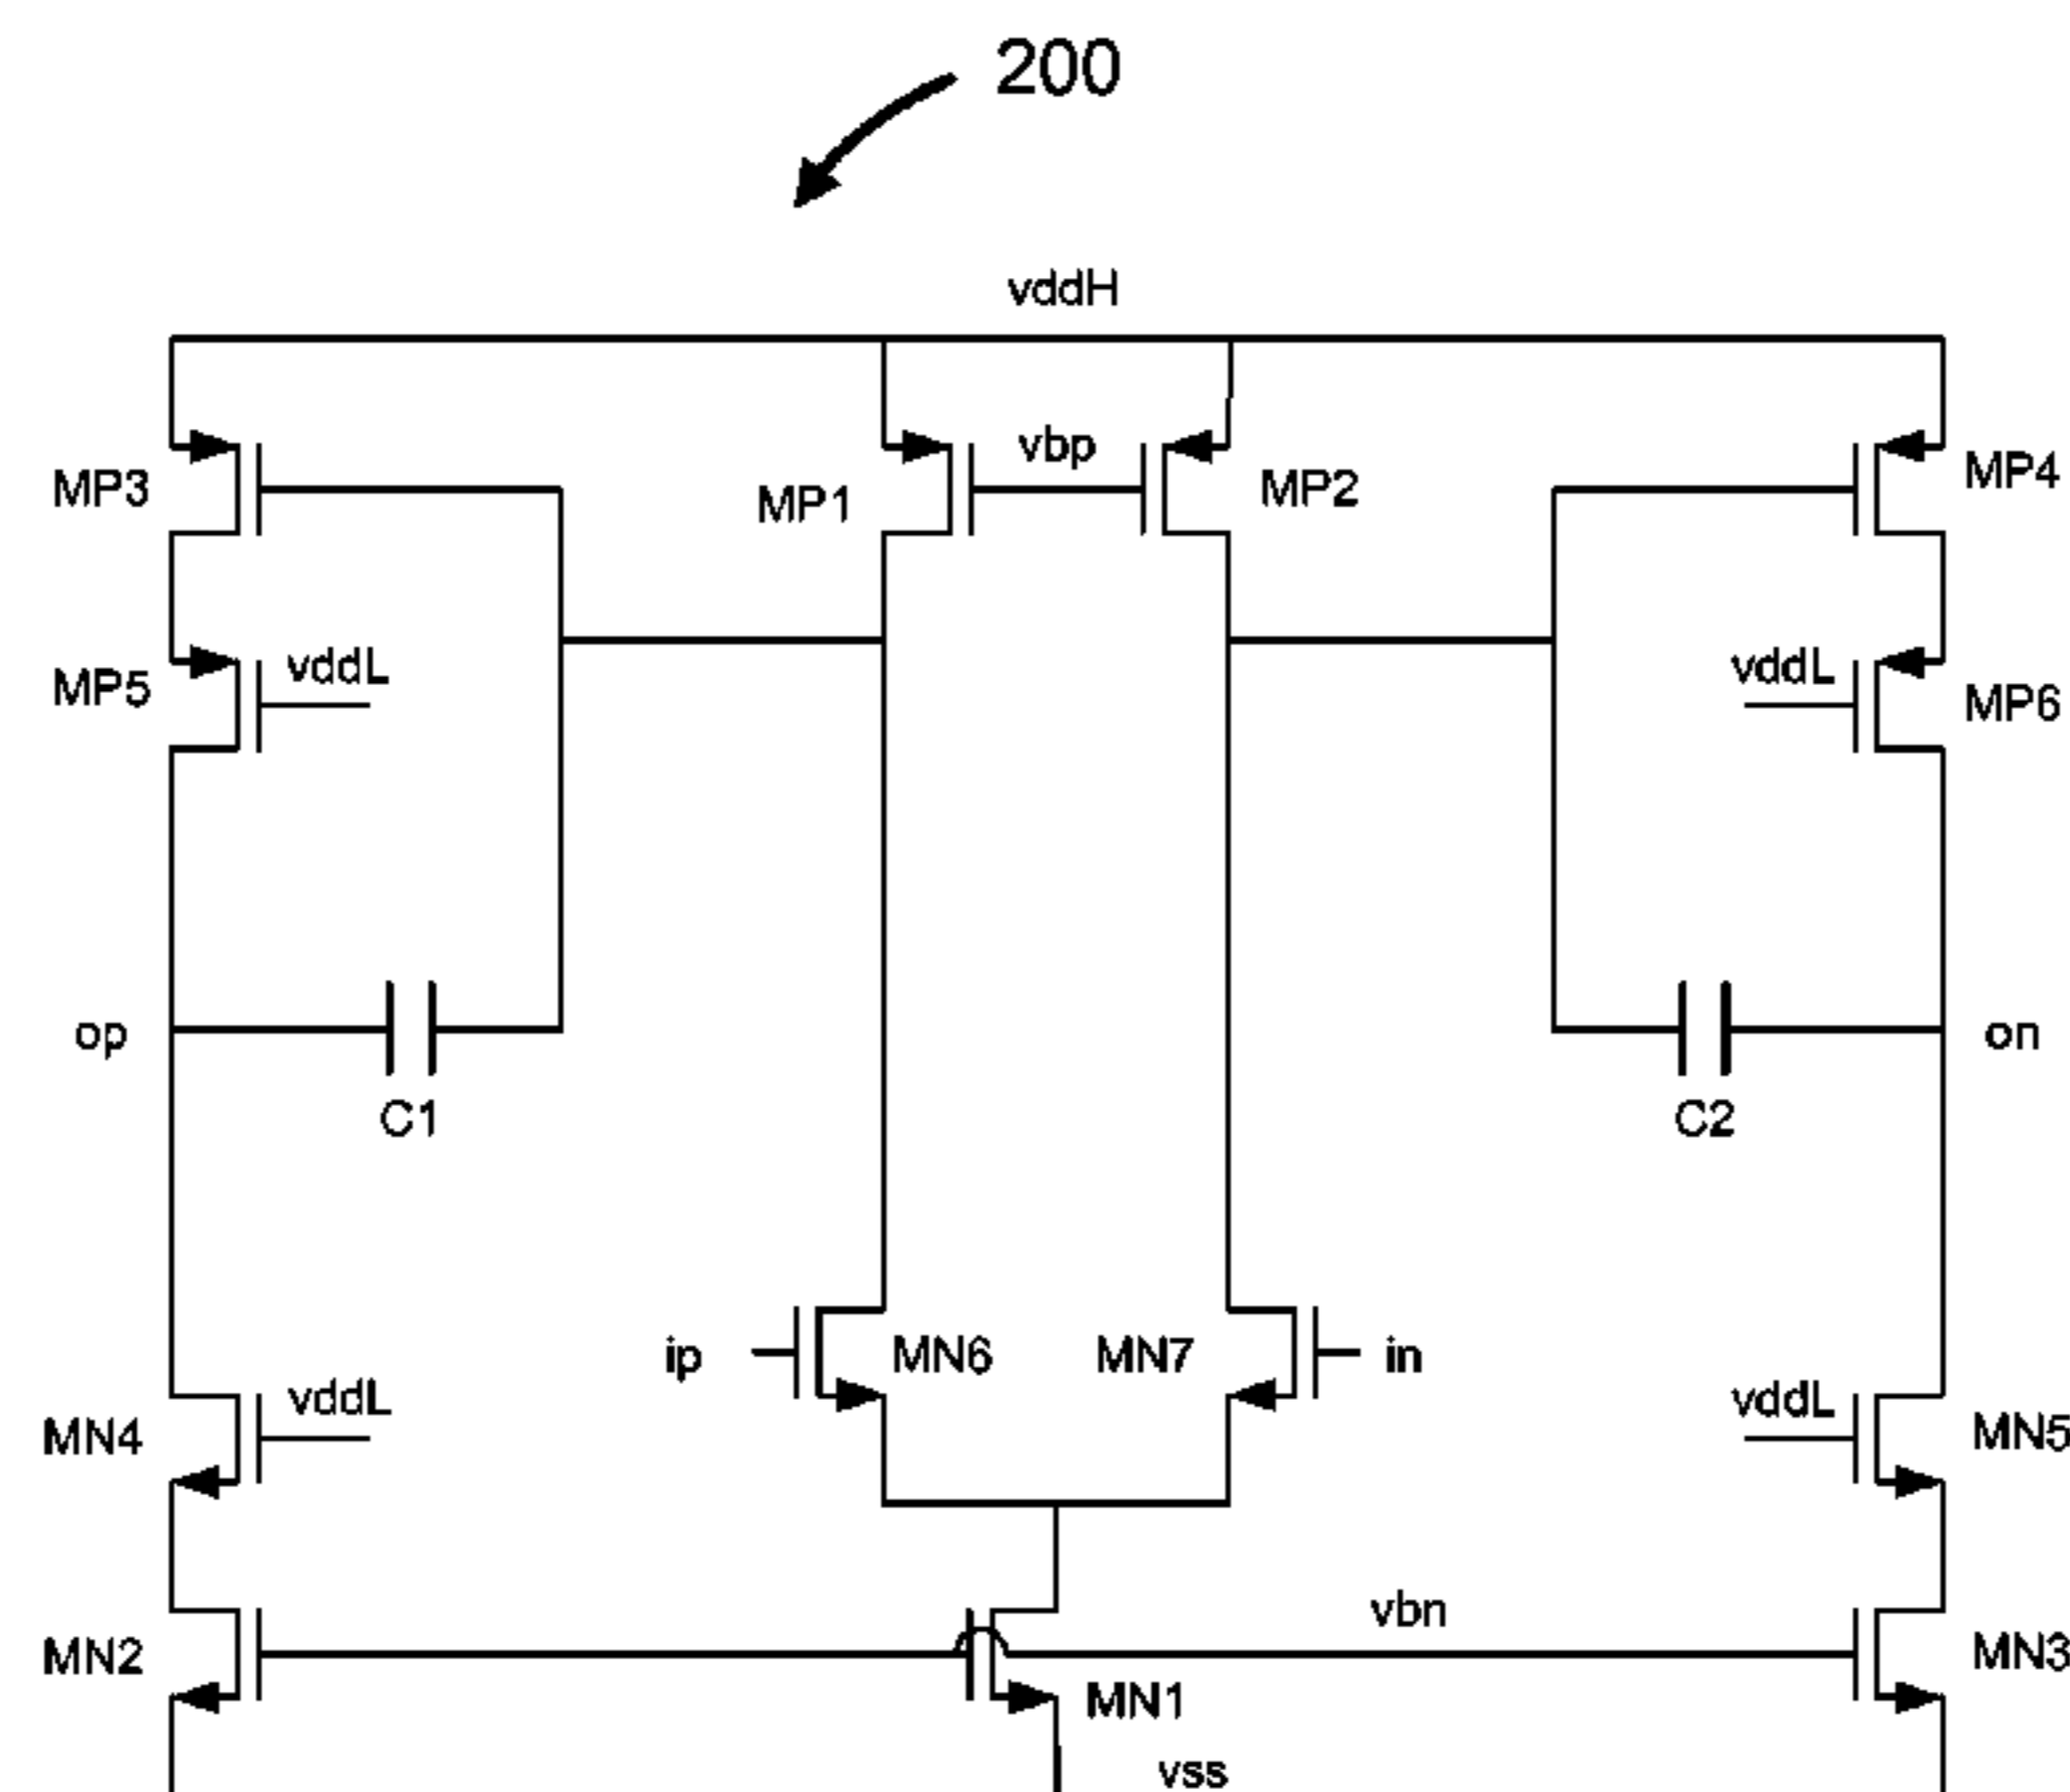 200
vddH
vbp
MP3
MP1
MP2
MP4
vddL
vddL
MP5
MP6
op
on
C1
C2
ip
MN6
MN7
in
vddL
vddL
MN4
MN5
vbn
MN2
MN3
MN1
vss